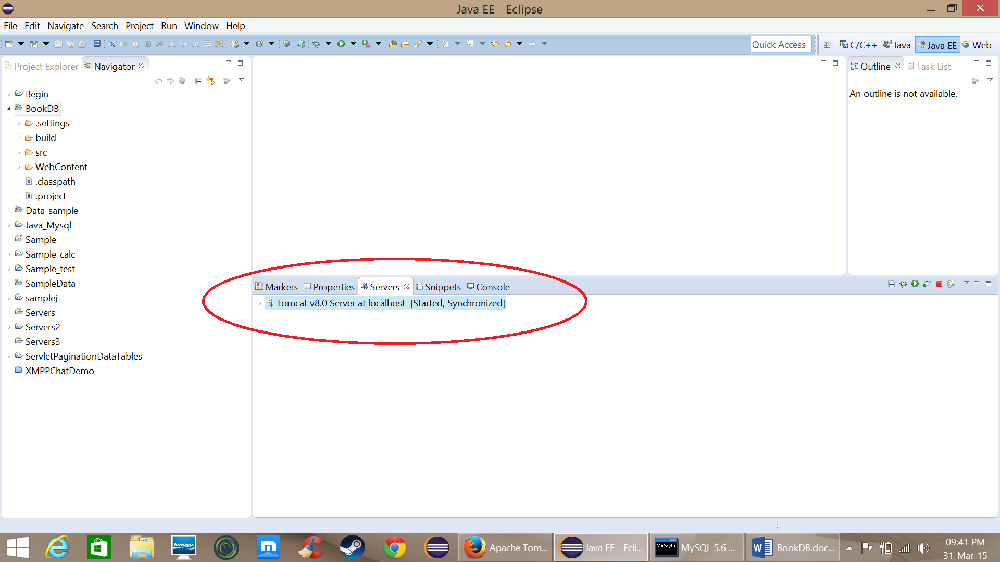 Java EE - Eclipse
File Edit Navigate Search Project Run Window Help
Quick Access C/C++ Java Java EE Web
Project Explorer Navigator
Outline Task List
An outline is not available.
Begin
BookDB
.settings
build
src
WebContent
.classpath
.project
Data_sample
Java_Mysql
Sample
Sample_calc
Sample_test
SampleData
samplej
Servers
Servers2
Servers3
ServletPaginationDataTables
XMPPChatDemo
Markers Properties Servers Snippets Console
Tomcat v8.0 Server at localhost [Started, Synchronized]
lenovo
Apache Tom...
Java EE - Ecli...
MySQL>
MySQL 5.6 ...
BookDB.doc...
09:41 PM
31-Mar-15